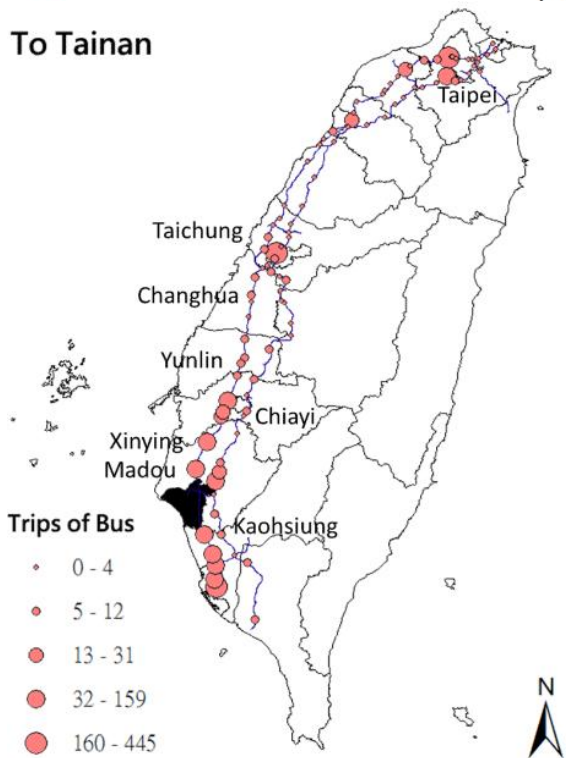 To Tainan
Taipei
Taichung
Changhua
Yunlin
Chiayi
Xinying
Madou
Kaohsiung
Trips of Bus
0 - 4
5 - 12
13 - 31
32 - 159
160 - 445
N